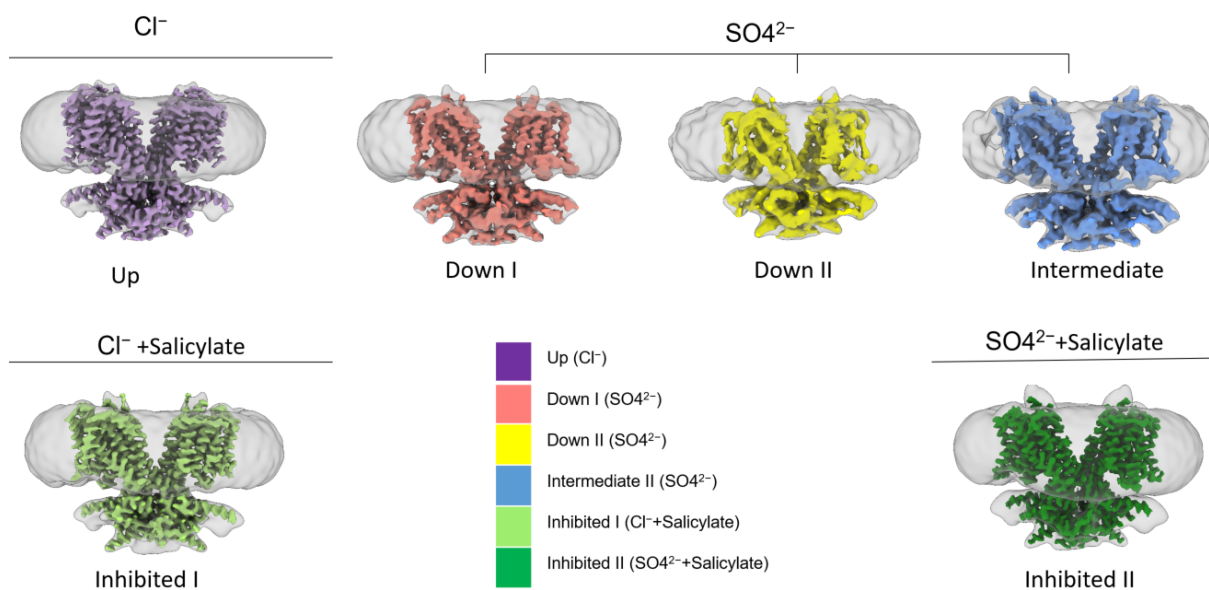 Cl⁻
SO4²⁻
Up
Down I
Down II
Intermediate
Cl⁻ +Salicylate
SO4²⁻+Salicylate
Up (Cl⁻)
Down I (SO4²⁻)
Down II (SO4²⁻)
Intermediate II (SO4²⁻)
Inhibited I (Cl⁻+Salicylate)
Inhibited II (SO4²⁻+Salicylate)
Inhibited I
Inhibited II